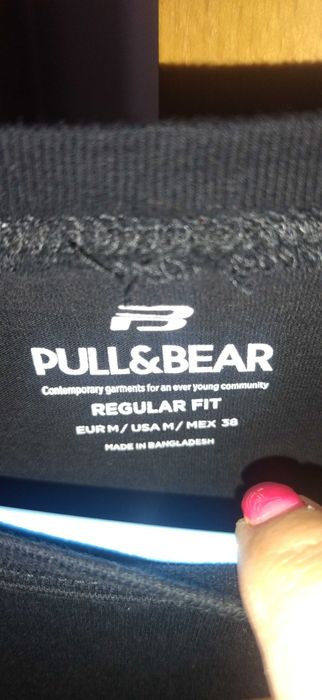 PULL&BEAR
Contemporary garments for an ever young community
REGULAR FIT
EUR M/ USA M/ MEX 38
MADE IN BANGLADESH